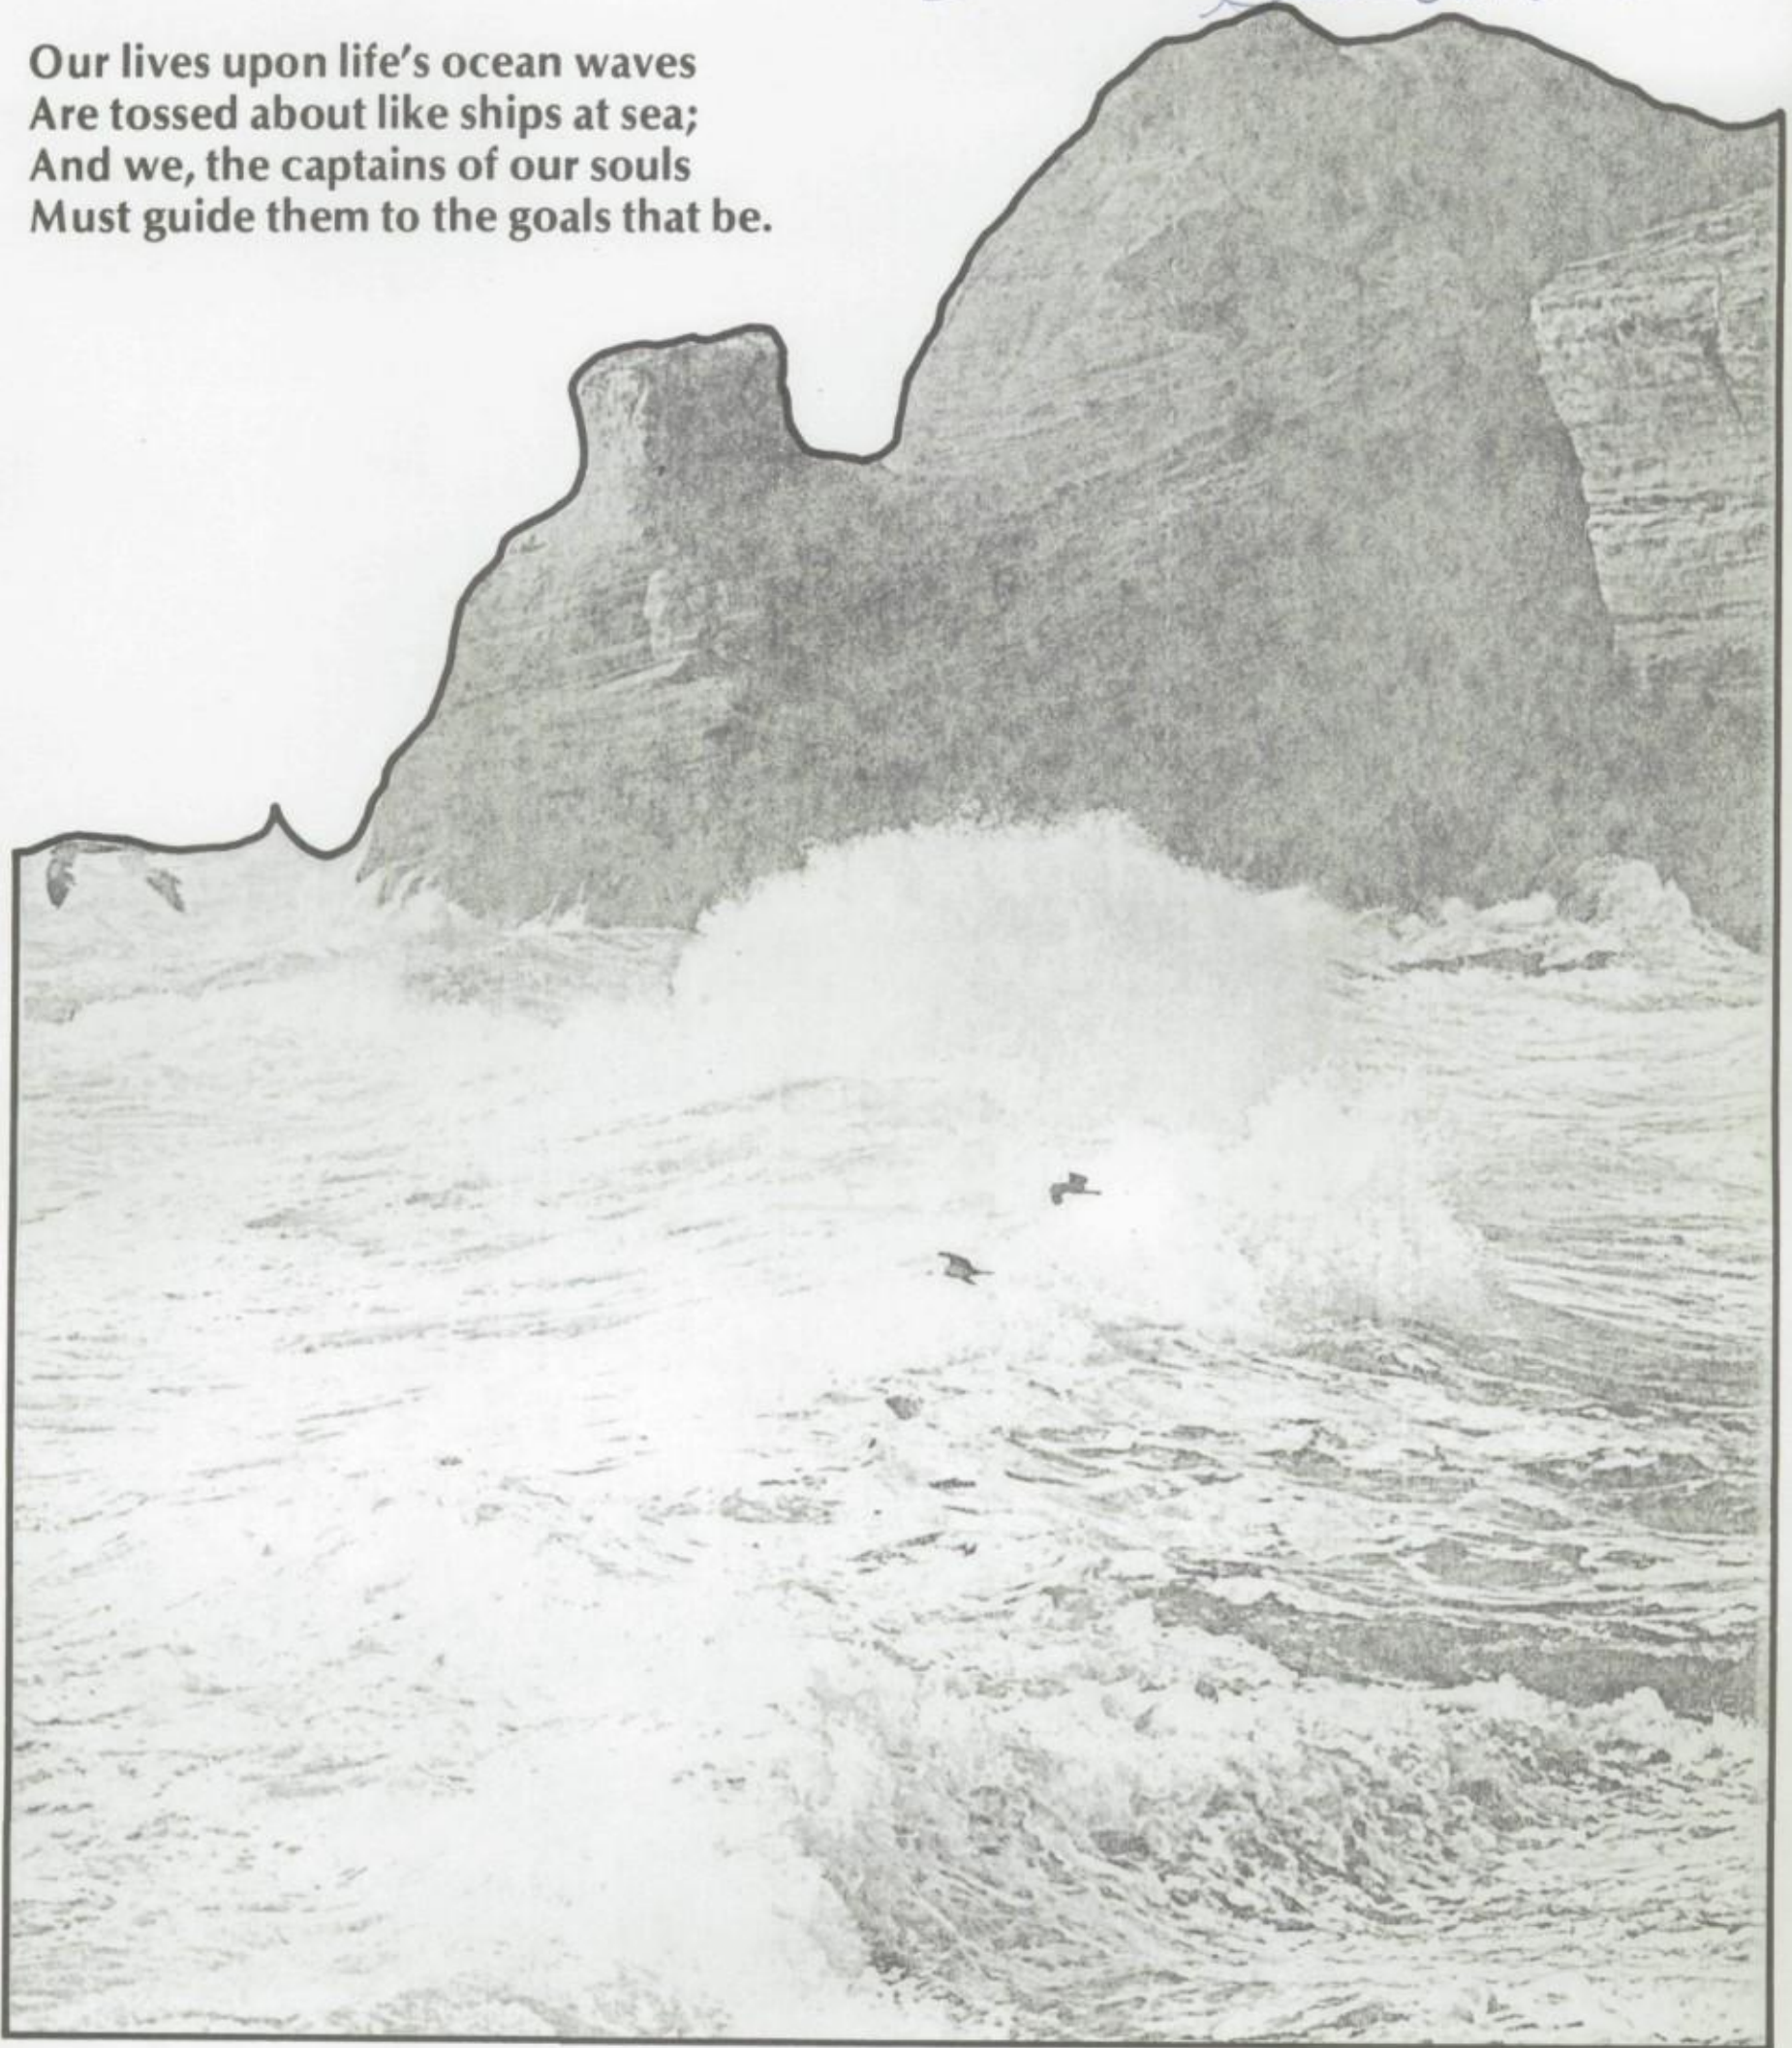 Our lives upon life's ocean waves
Are tossed about like ships at sea;
And we, the captains of our souls
Must guide them to the goals that be.